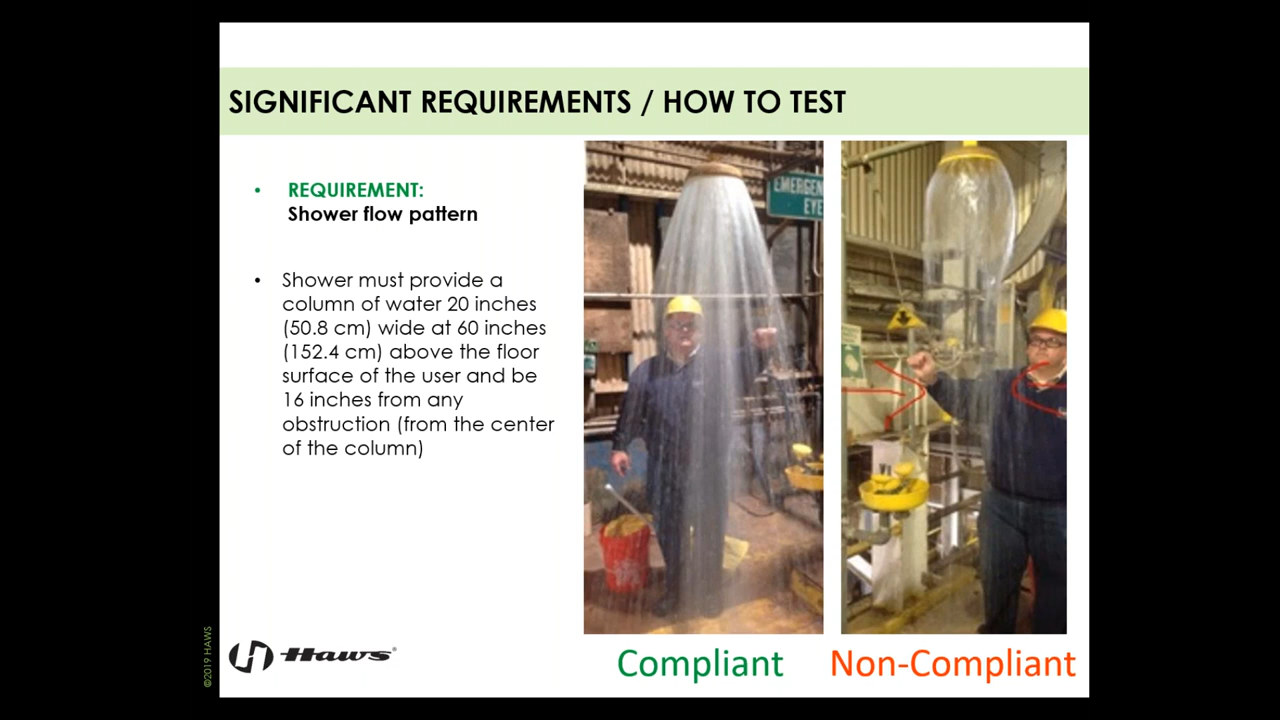 SIGNIFICANT REQUIREMENTS / HOW TO TEST
• REQUIREMENT:
Shower flow pattern
• Shower must provide a
column of water 20 inches
(50.8 cm) wide at 60 inches
(152.4 cm) above the floor
surface of the user and be
16 inches from any
obstruction (from the center
of the column)
EMERGEN
EYE
Compliant
Non-Compliant
Haws
©2019 HAWS